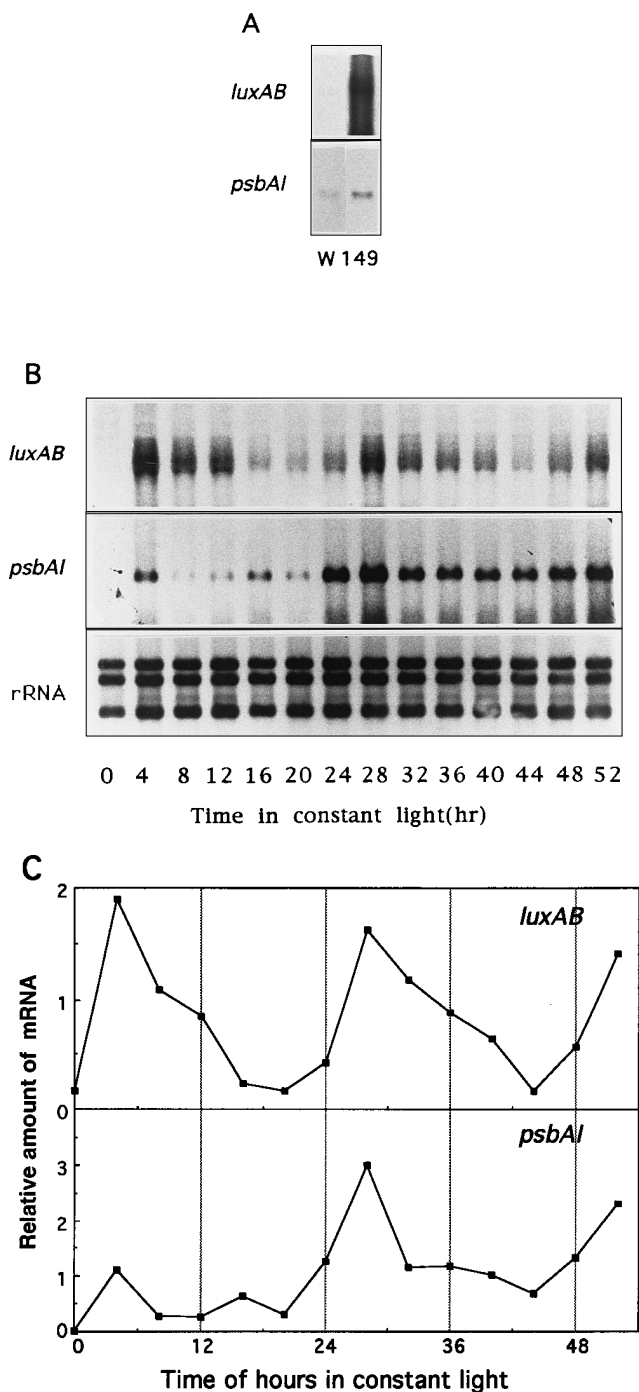 A
luxAB
psbAI
W 149
B
luxAB
psbAI
rRNA
0 4 8 12 16 20 24 28 32 36 40 44 48 52
Time in constant light(hr)
C
2
luxAB
1
0
Relative amount of mRNA
psbAI
3
2
1
0
0 12 24 36 48
Time of hours in constant light